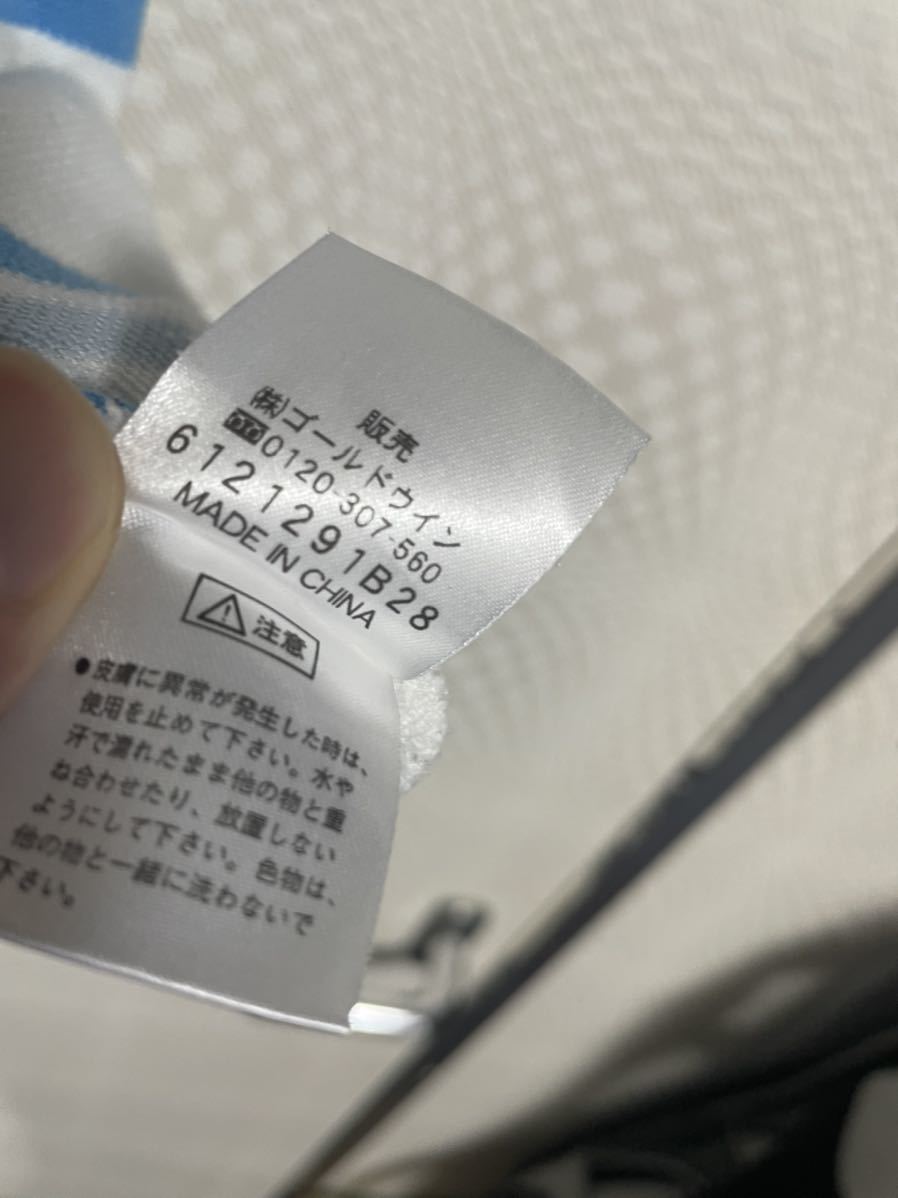 販売
㈱ゴールドウイン
0120-307-560
6121291B28
MADE IN CHINA
注意
●皮膚に異常が発生した時は、
使用を止めて下さい。水や
汗で濡れたまま他の物と重
ね合わせたり、放置しない
ようにして下さい。色物は、
他の物と一緒に洗わないで
下さい。